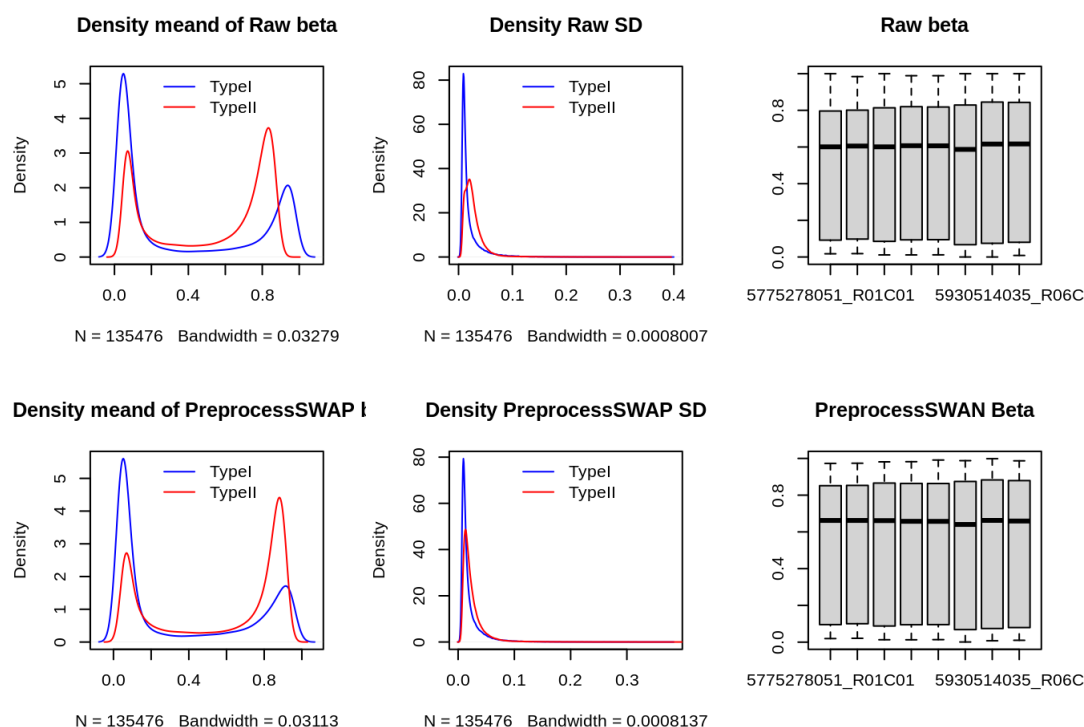 Density meand of Raw beta
Density
5
4
3
2
1
0
TypeI
TypeII
0.0 0.4 0.8
N = 135476 Bandwidth = 0.03279
Density Raw SD
Density
80
60
40
20
0
TypeI
TypeII
0.0 0.1 0.2 0.3 0.4
N = 135476 Bandwidth = 0.0008007
Raw beta
0.8
0.4
0.0
5775278051_R01C01 5930514035_R06C
Density meand of PreprocessSWAP b
Density
5
4
3
2
1
0
TypeI
TypeII
0.0 0.4 0.8
N = 135476 Bandwidth = 0.03113
Density PreprocessSWAP SD
Density
80
60
40
20
0
TypeI
TypeII
0.0 0.1 0.2 0.3
N = 135476 Bandwidth = 0.0008137
PreprocessSWAN Beta
0.8
0.4
0.0
5775278051_R01C01 5930514035_R06C